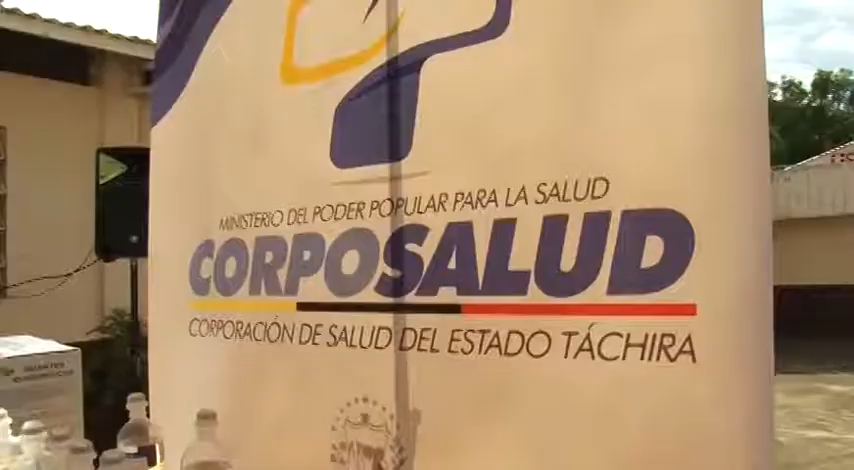 MINISTERIO DEL PODER POPULAR PARA LA SALUD
CORPOSALUD
CORPORACIÓN DE SALUD DEL ESTADO TÁCHIRA